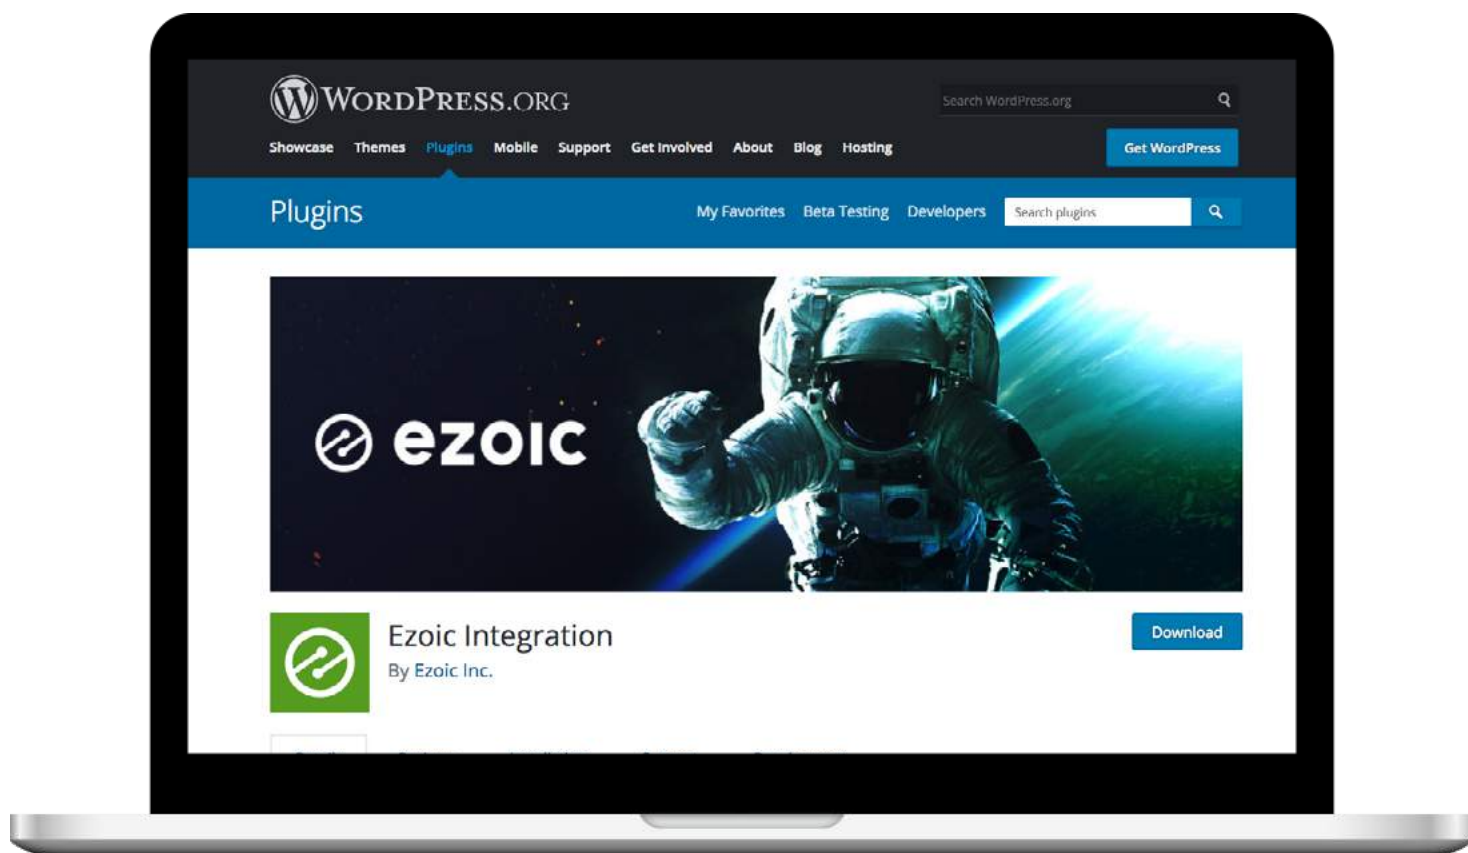 WORDPRESS.ORG
Search WordPress.org
Showcase Themes Plugins Mobile Support Get Involved About Blog Hosting
Get WordPress
Plugins
My Favorites Beta Testing Developers
Search plugins
ezoic
Ezoic Integration
By Ezoic Inc.
Download